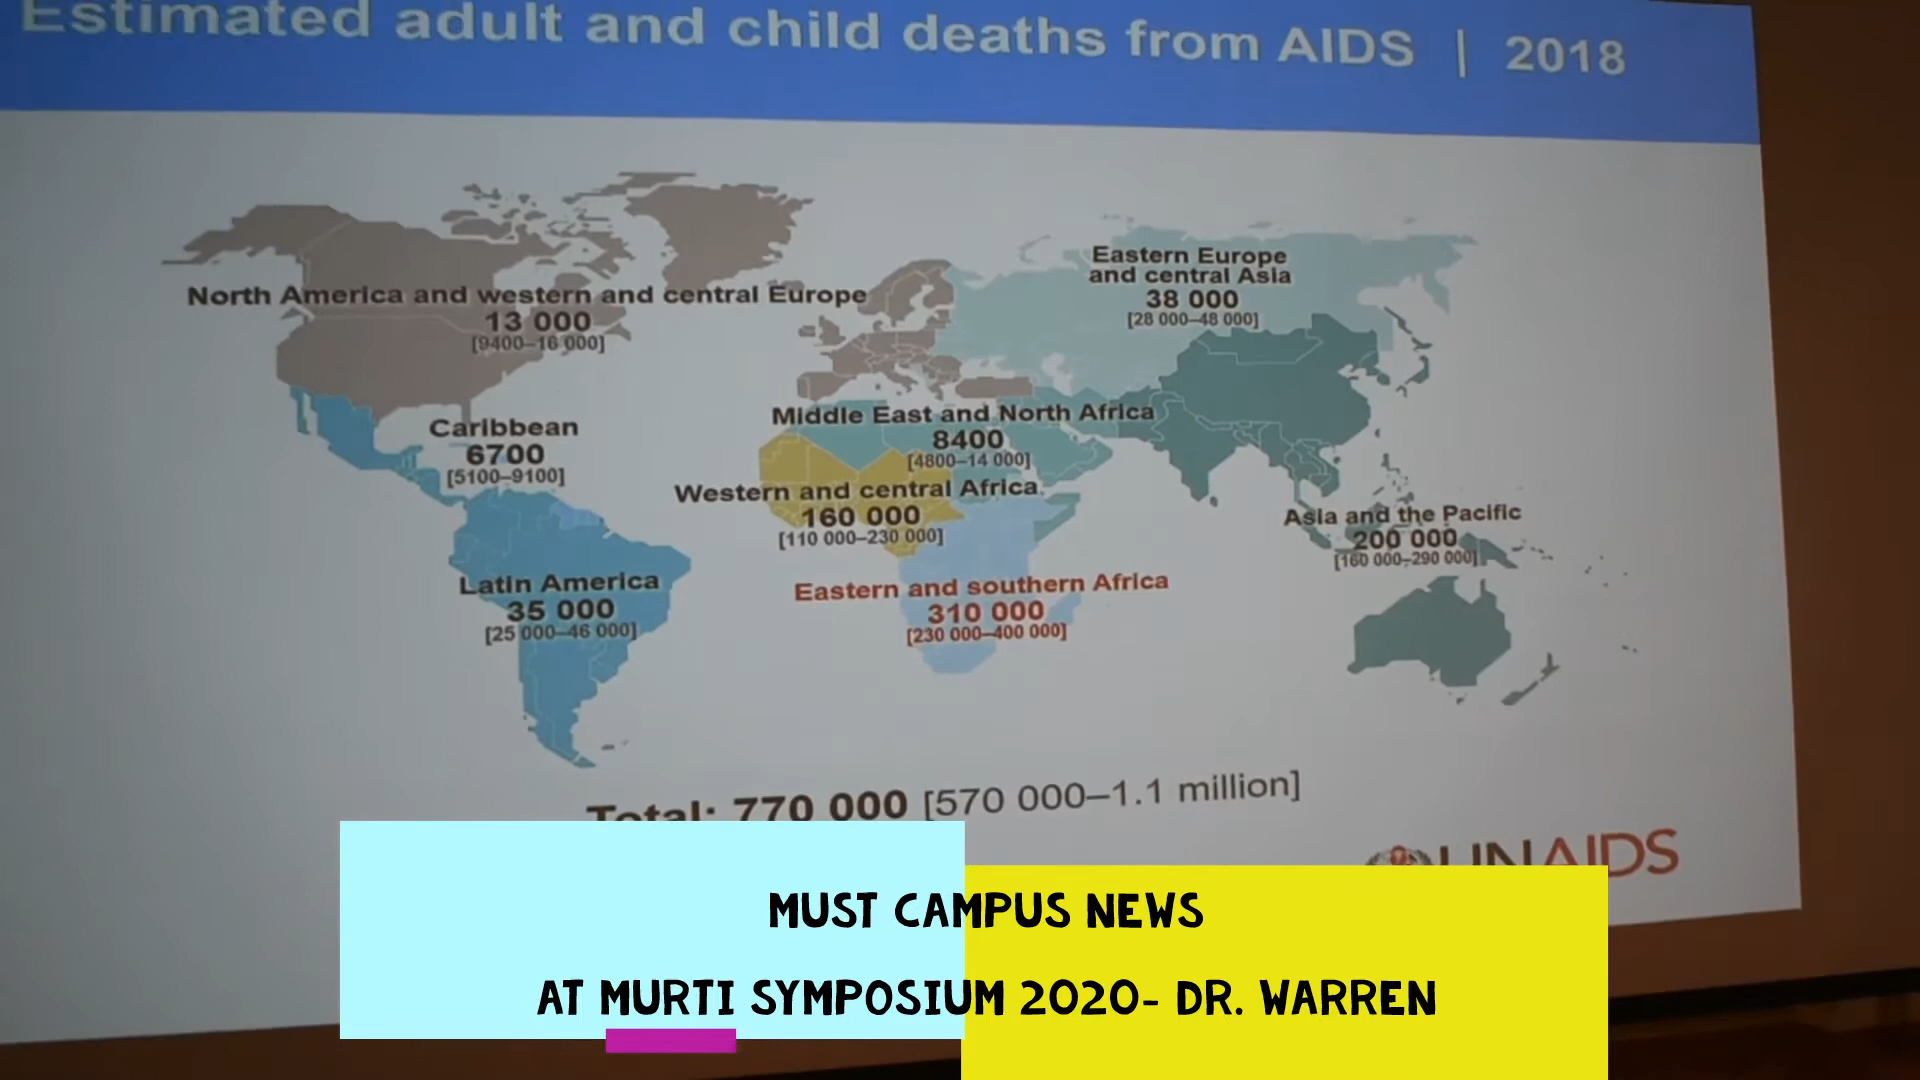 Estimated adult and child deaths from AIDS | 2018
North America and western and central Europe
13 000
[9400–16 000]
Eastern Europe
and central Asia
38 000
[28 000–48 000]
Caribbean
6700
[5100–9100]
Middle East and North Africa
8400
[4800–14 000]
Western and central Africa
160 000
[110 000–230 000]
Asia and the Pacific
200 000
[160 000–290 000]
Latin America
35 000
[25 000–46 000]
Eastern and southern Africa
310 000
[230 000–400 000]
Total: 770 000 [570 000–1.1 million]
UNAIDS
MUST CAMPUS NEWS
AT MURTI SYMPOSIUM 2020- DR. WARREN